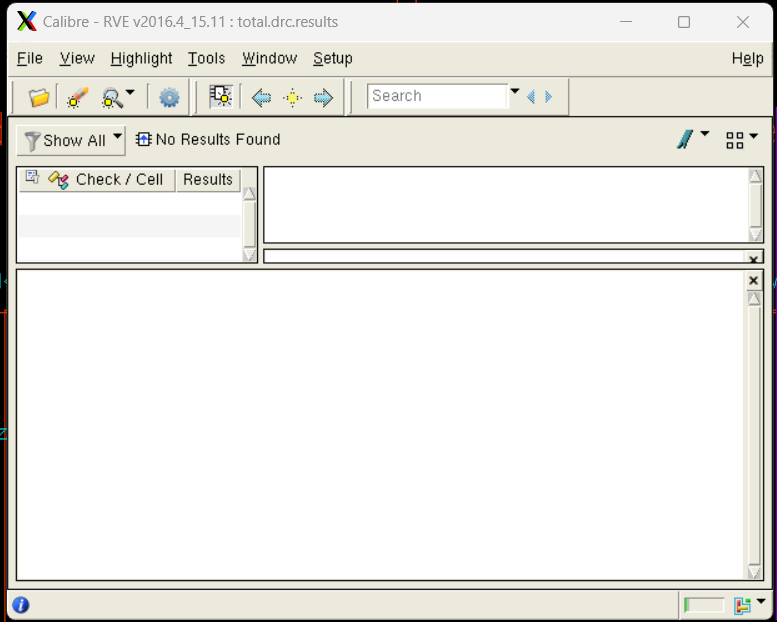 Calibre - RVE v2016.4_15.11 : total.drc.results
File View Highlight Tools Window Setup Help
Search
Show All No Results Found
Check / Cell Results